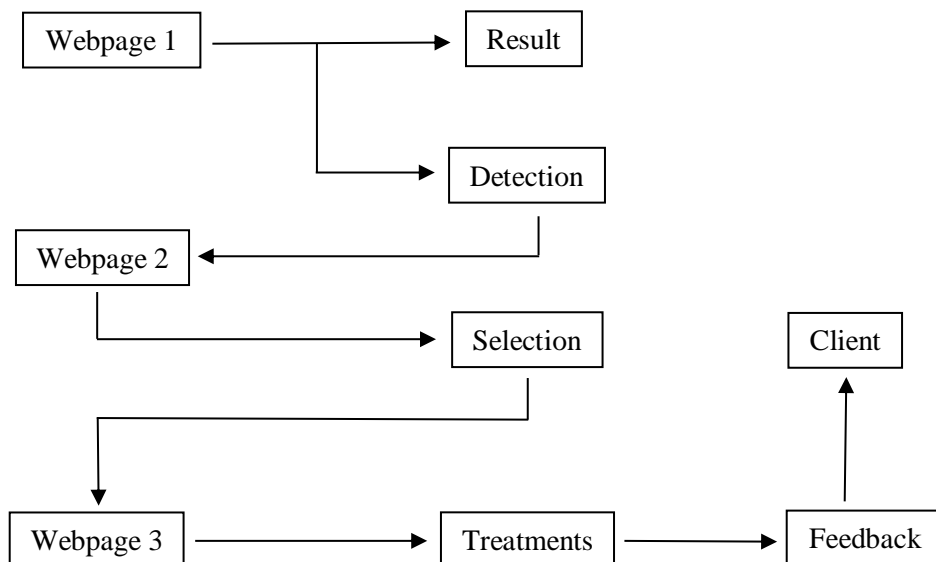 Webpage 1
Result
Detection
Webpage 2
Selection
Client
Webpage 3
Treatments
Feedback